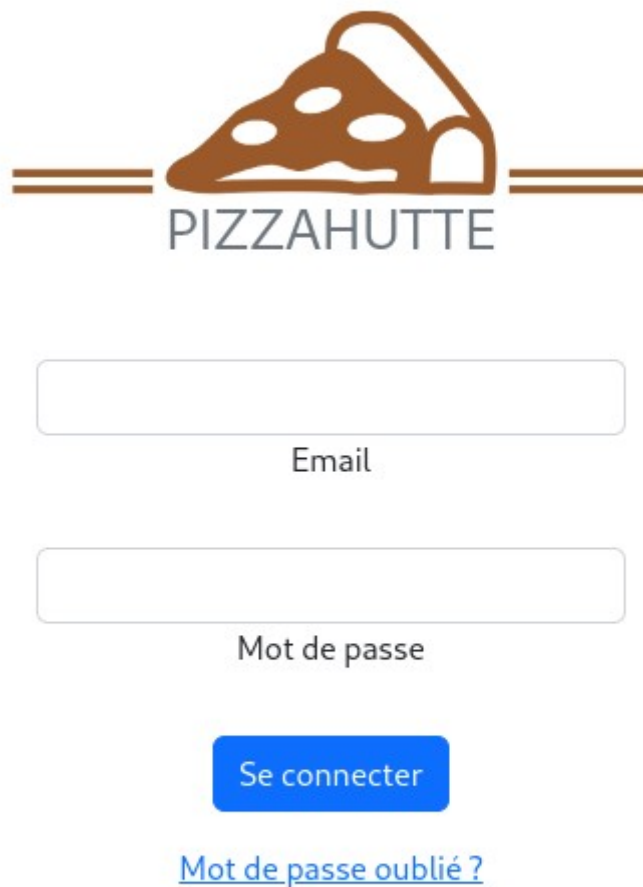 PIZZAHUTTE
Email
Mot de passe
Se connecter
Mot de passe oublié ?